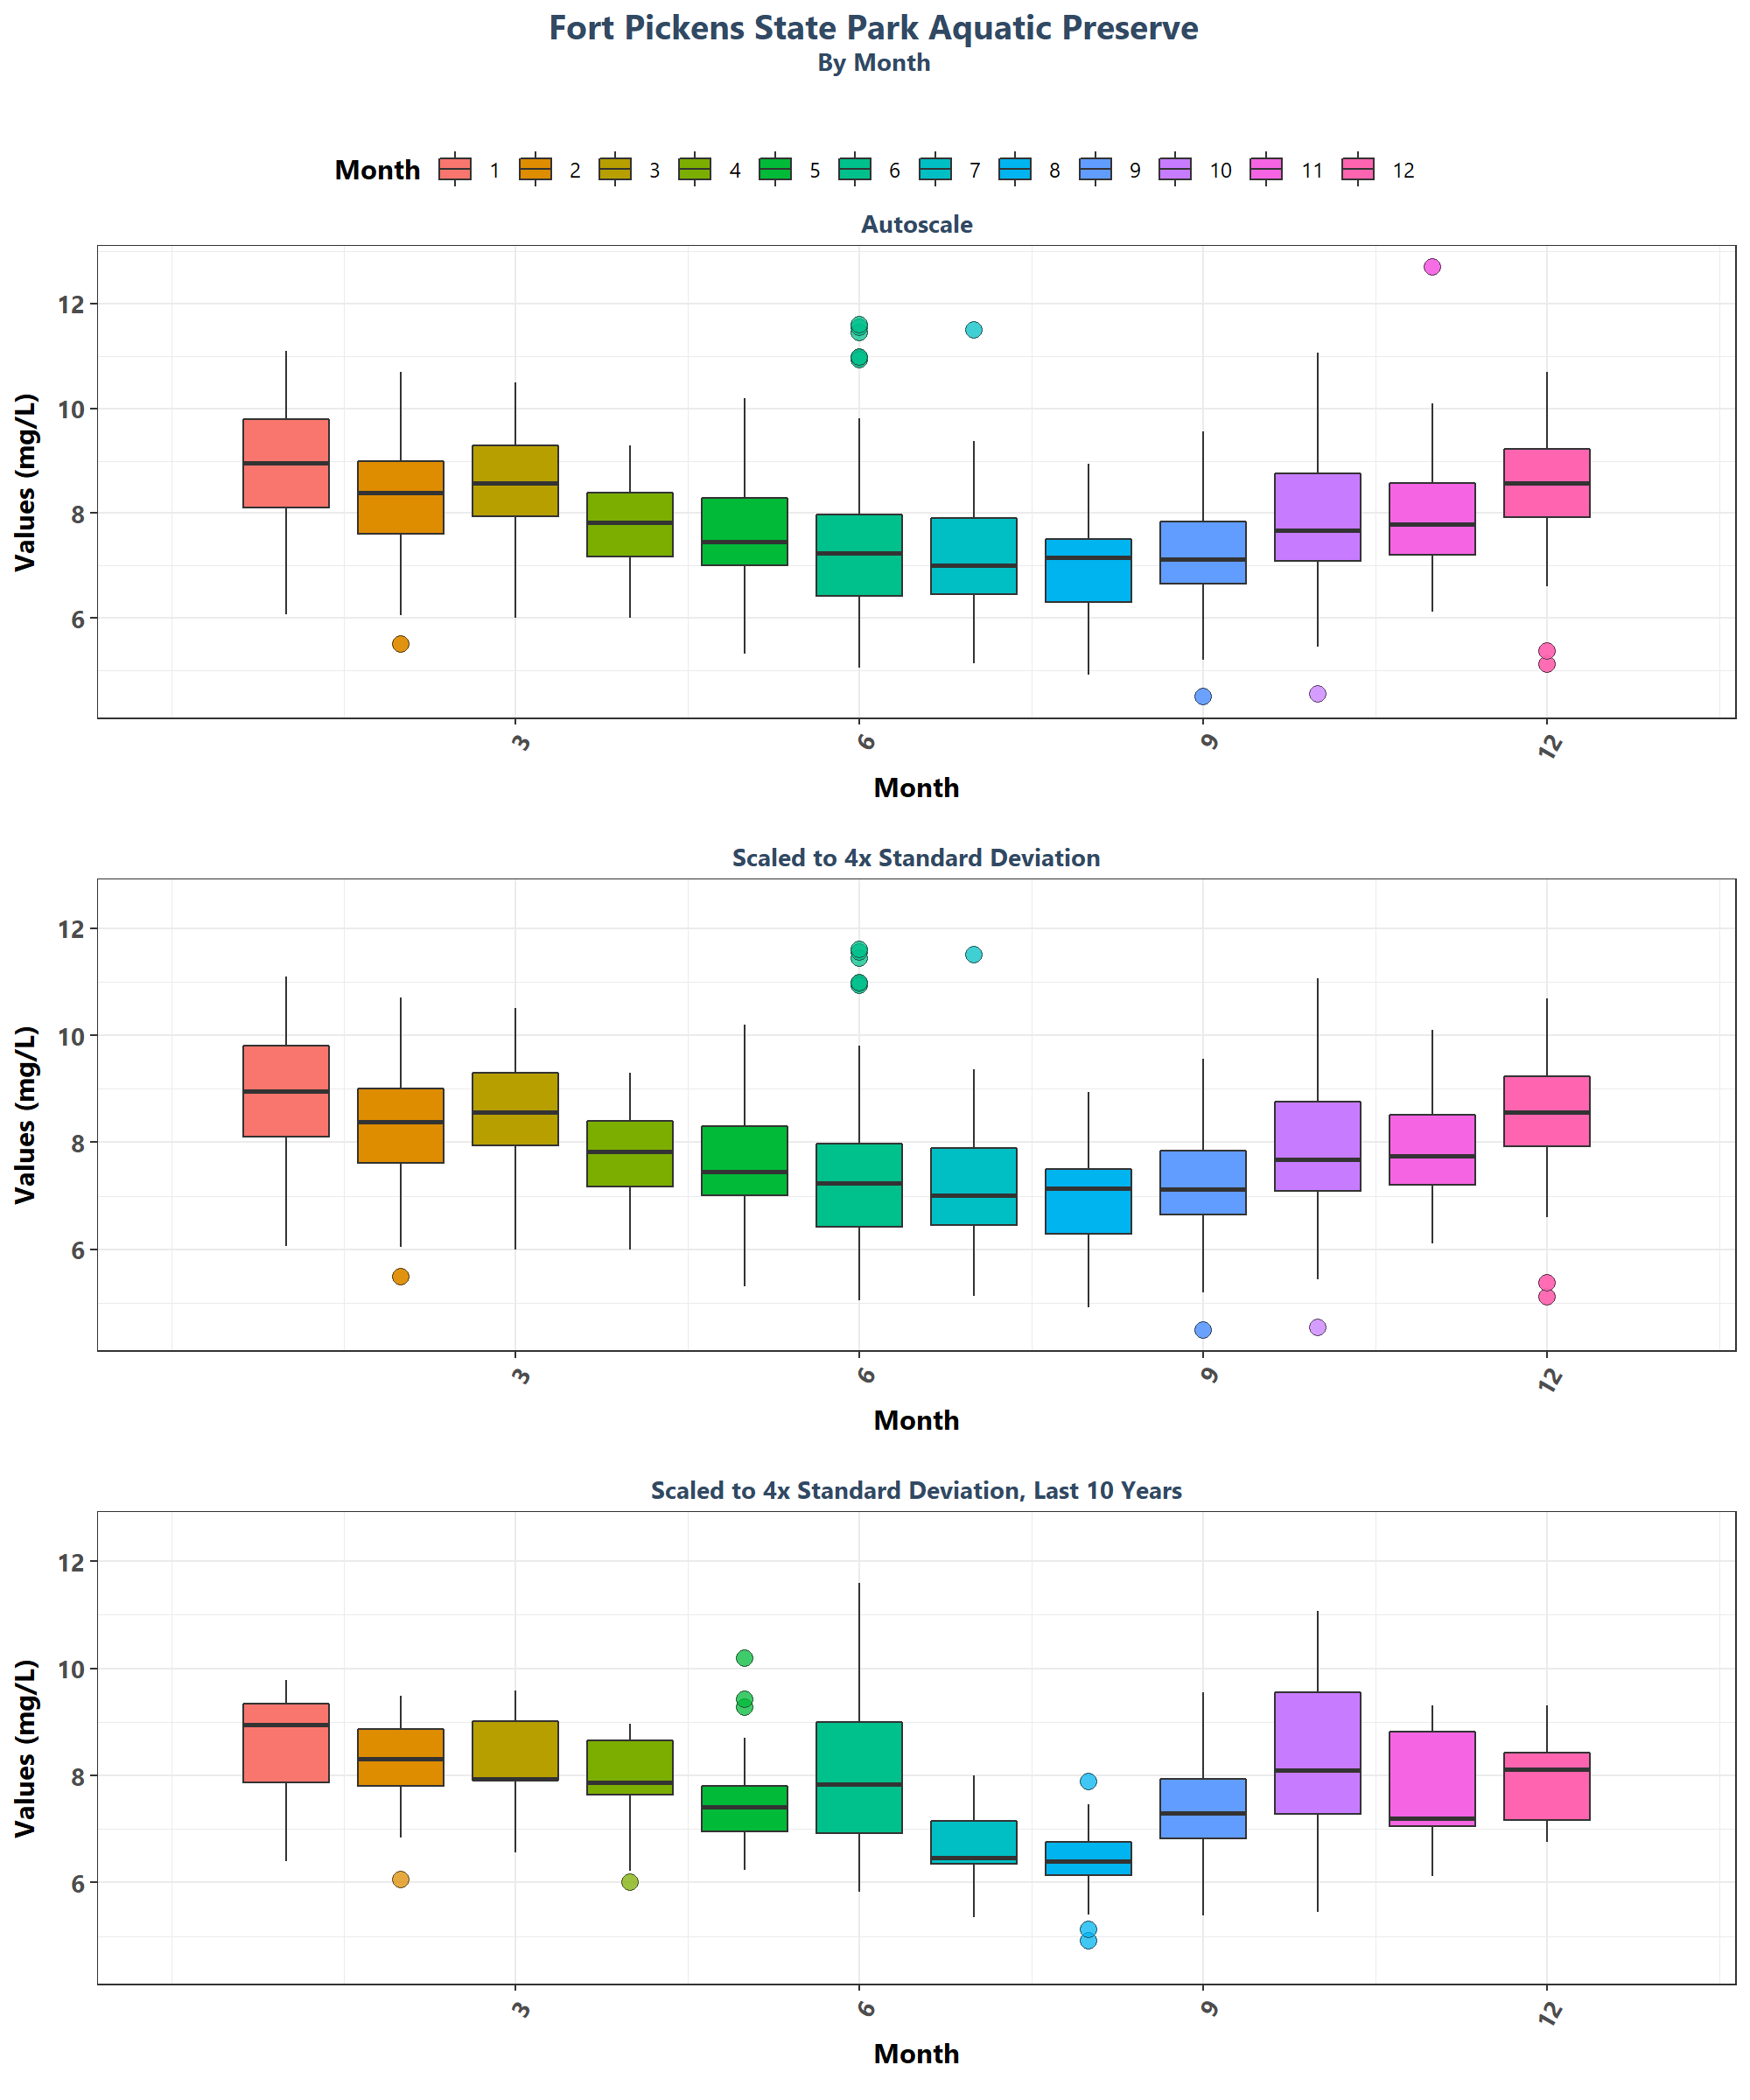 Fort Pickens State Park Aquatic Preserve
By Month
Month 1 2 3 4 5 6 7 8 9 10 11 12
Autoscale
Values (mg/L)
12
10
8
6
3 6 9 12
Month
Scaled to 4x Standard Deviation
Values (mg/L)
12
10
8
6
3 6 9 12
Month
Scaled to 4x Standard Deviation, Last 10 Years
Values (mg/L)
12
10
8
6
3 6 9 12
Month